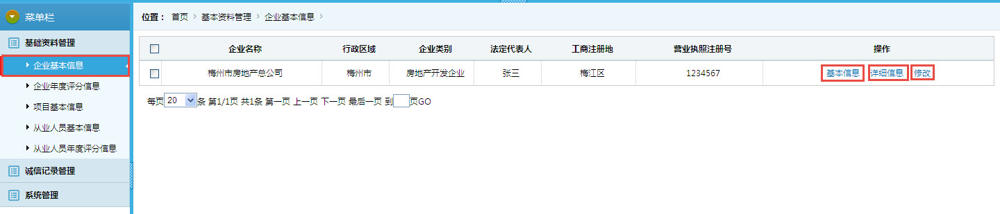 菜单栏
基础资料管理
企业基本信息
企业年度评分信息
项目基本信息
从业人员基本信息
从业人员年度评分信息
诚信记录管理
系统管理
位置： 首页 基本资料管理 企业基本信息
企业名称 行政区域 企业类别 法定代表人 工商注册地 营业执照注册号 操作
梅州市房地产总公司 梅州市 房地产开发企业 张三 梅江区 1234567 基本信息 详细信息 修改
每页 20 条 第1/1页 共1条 第一页 上一页 下一页 最后一页 到 页GO